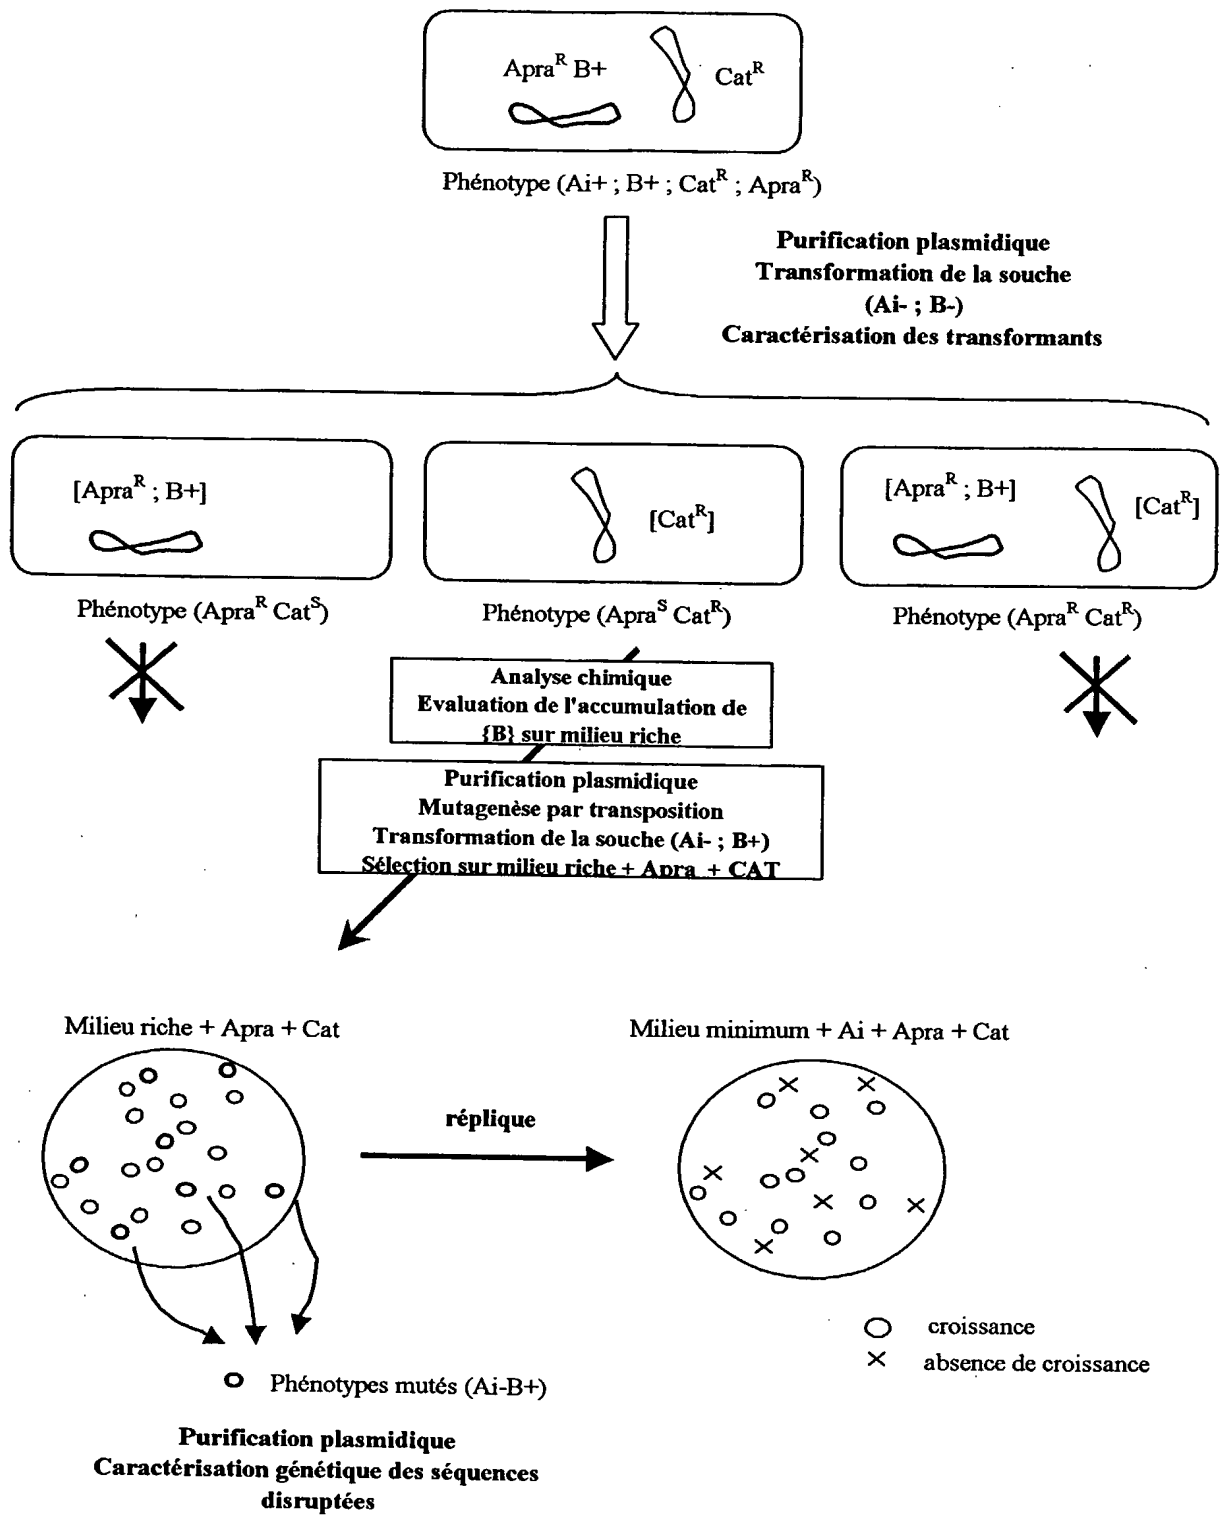 Apra^R B+
Cat^R
Phénotype (Ai+ ; B+ ; Cat^R ; Apra^R)
Purification plasmidique
Transformation de la souche
(Ai- ; B-)
Caractérisation des transformants
[Apra^R ; B+]
[Cat^R]
[Apra^R ; B+]
[Cat^R]
Phénotype (Apra^R Cat^S)
Phénotype (Apra^S Cat^R)
Phénotype (Apra^R Cat^R)
Analyse chimique
Evaluation de l'accumulation de
{B} sur milieu riche
Purification plasmidique
Mutagenèse par transposition
Transformation de la souche (Ai- ; B+)
Sélection sur milieu riche + Apra + CAT
Milieu riche + Apra + Cat
Milieu minimum + Ai + Apra + Cat
réplique
croissance
absence de croissance
Phénotypes mutés (Ai-B+)
Purification plasmidique
Caractérisation génétique des séquences
disruptées